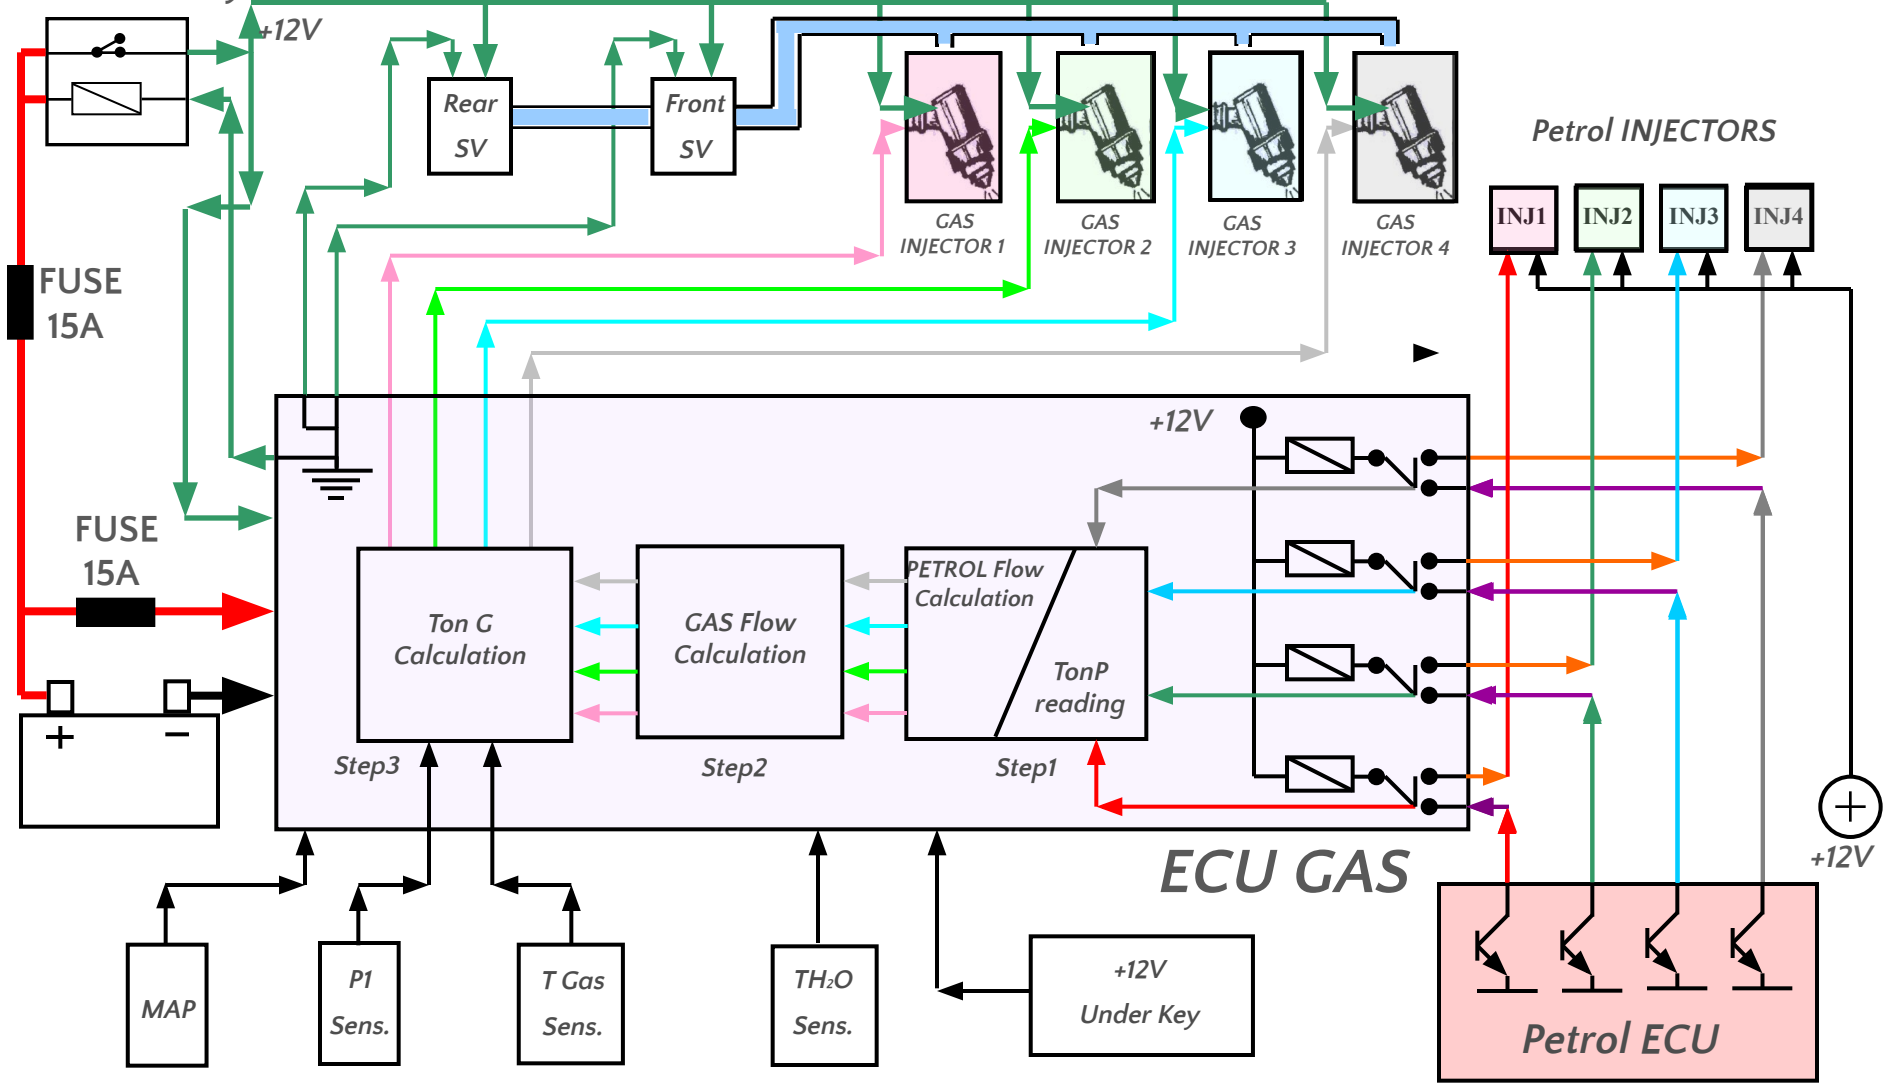 +12V
Rear
SV
Front
SV
Petrol INJECTORS
INJ1
INJ2
INJ3
INJ4
GAS
INJECTOR 1
GAS
INJECTOR 2
GAS
INJECTOR 3
GAS
INJECTOR 4
FUSE
15A
+12V
FUSE
15A
Ton G
Calculation
GAS Flow
Calculation
PETROL Flow
Calculation
TonP
reading
Step3
Step2
Step1
+
−
ECU GAS
+
+12V
MAP
P1
Sens.
T Gas
Sens.
TH₂O
Sens.
+12V
Under Key
Petrol ECU